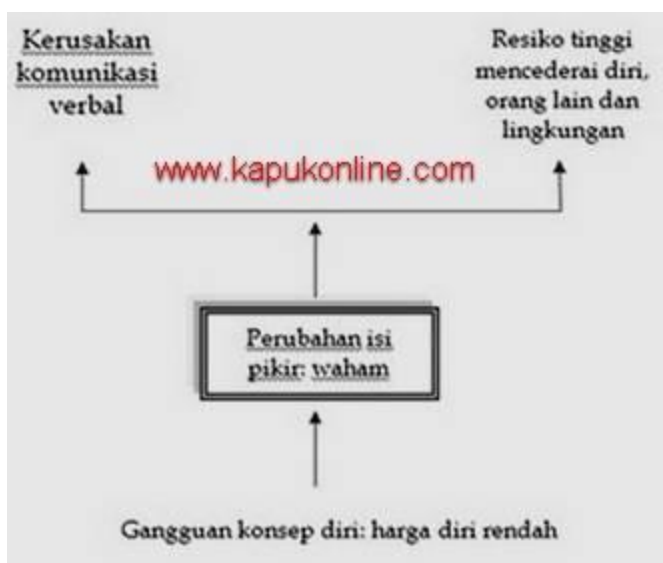 Kerusakan
komunikasi
verbal
Resiko tinggi
mencederai diri,
orang lain dan
lingkungan
www.kapukonline.com
Perubahan isi
pikir: waham
Gangguan konsep diri: harga diri rendah